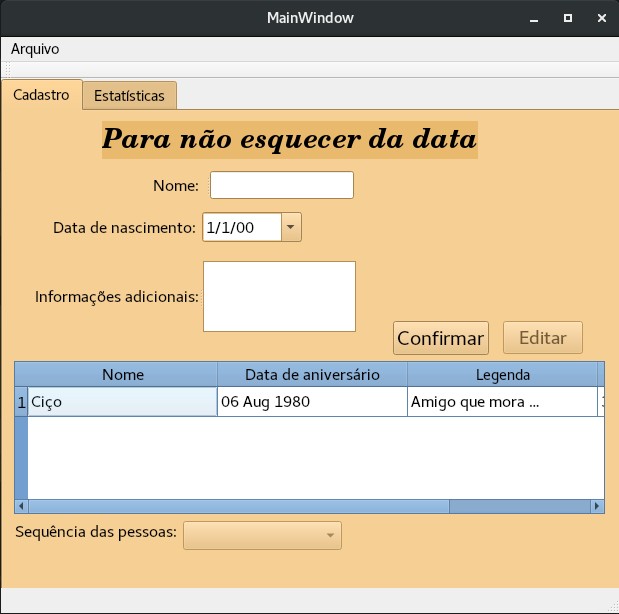 MainWindow
Arquivo
Cadastro Estatísticas
Para não esquecer da data
Nome:
Data de nascimento: 1/1/00
Informações adicionais:
Confirmar Editar
Nome Data de aniversário Legenda
1 Ciço 06 Aug 1980 Amigo que mora ...
Sequência das pessoas: